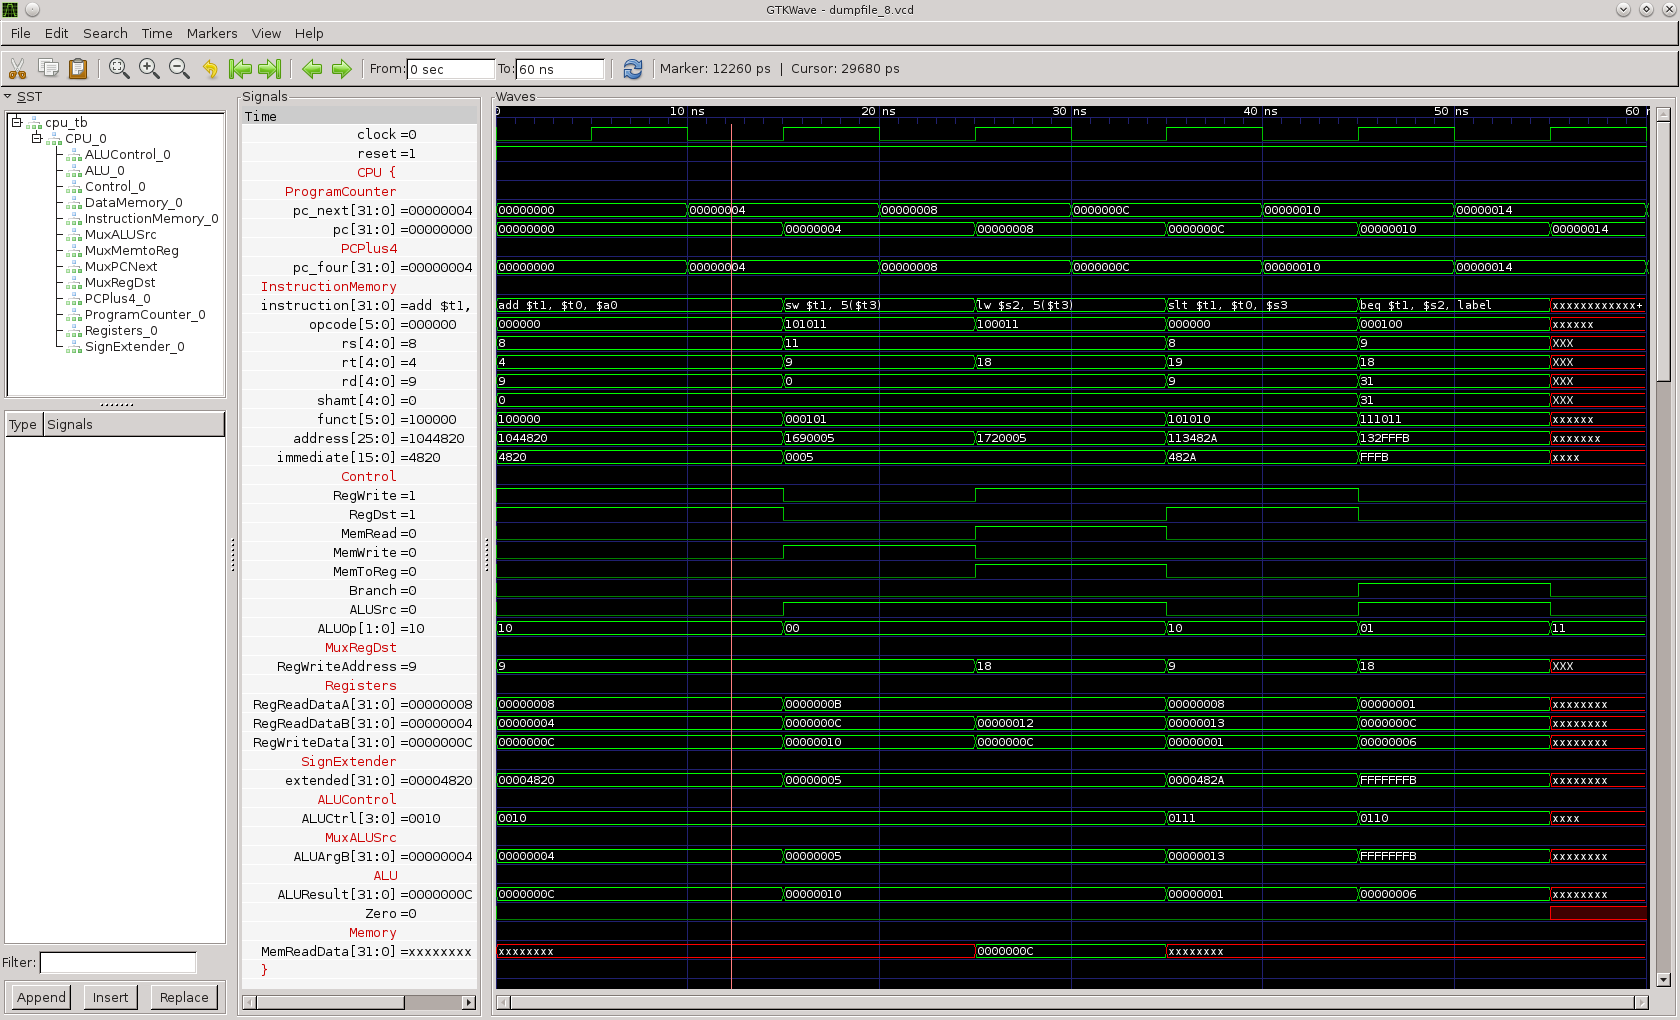 GTKWave - dumpfile_8.vcd
File Edit Search Time Markers View Help
From: 0 sec To: 60 ns Marker: 12260 ps | Cursor: 29680 ps
SST
cpu_tb
CPU_0
ALUControl_0
ALU_0
Control_0
DataMemory_0
InstructionMemory_0
MuxALUSrc
MuxMemtoReg
MuxPCNext
MuxRegDst
PCPlus4_0
ProgramCounter_0
Registers_0
SignExtender_0
Type Signals
Filter:
Append Insert Replace
Signals
Time
clock =0
reset =1
CPU {
ProgramCounter
pc_next[31:0] =00000004
pc[31:0] =00000000
PCPlus4
pc_four[31:0] =00000004
InstructionMemory
instruction[31:0] =add $t1,
opcode[5:0] =000000
rs[4:0] =8
rt[4:0] =4
rd[4:0] =9
shamt[4:0] =0
funct[5:0] =100000
address[25:0] =1044820
immediate[15:0] =4820
Control
RegWrite =1
RegDst =1
MemRead =0
MemWrite =0
MemToReg =0
Branch =0
ALUSrc =0
ALUOp[1:0] =10
MuxRegDst
RegWriteAddress =9
Registers
RegReadDataA[31:0] =00000008
RegReadDataB[31:0] =00000004
RegWriteData[31:0] =0000000C
SignExtender
extended[31:0] =00004820
ALUControl
ALUCtrl[3:0] =0010
MuxALUSrc
ALUArgB[31:0] =00000004
ALU
ALUResult[31:0] =0000000C
Zero =0
Memory
MemReadData[31:0] =xxxxxxxx
}
Waves
0 10 ns 20 ns 30 ns 40 ns 50 ns 60 n
00000000 00000004 00000008 0000000C 00000010 00000014
00000000 00000004 00000008 0000000C 00000010 00000014
00000000 00000004 00000008 0000000C 00000010 00000014
add $t1, $t0, $a0 sw $t1, 5($t3) lw $s2, 5($t3) slt $t1, $t0, $s3 beq $t1, $s2, label xxxxxxxxxxxx+
000000 101011 100011 000000 000100 xxxxxx
8 11 8 9 XXX
4 9 18 19 18 XXX
9 0 9 31 XXX
0 31 XXX
100000 000101 101010 111011 xxxxxx
1044820 1690005 1720005 113482A 132FFFB xxxxxxx
4820 0005 482A FFFB xxxx
10 00 10 01 11
9 18 9 18 XXX
00000008 0000000B 00000008 00000001 xxxxxxxx
00000004 0000000C 00000012 00000013 0000000C xxxxxxxx
0000000C 00000010 0000000C 00000001 00000006 xxxxxxxx
00004820 00000005 0000482A FFFFFFFB xxxxxxxx
0010 0111 0110 xxxx
00000004 00000005 00000013 FFFFFFFB xxxxxxxx
0000000C 00000010 00000001 00000006 xxxxxxxx
xxxxxxxx 0000000C xxxxxxxx